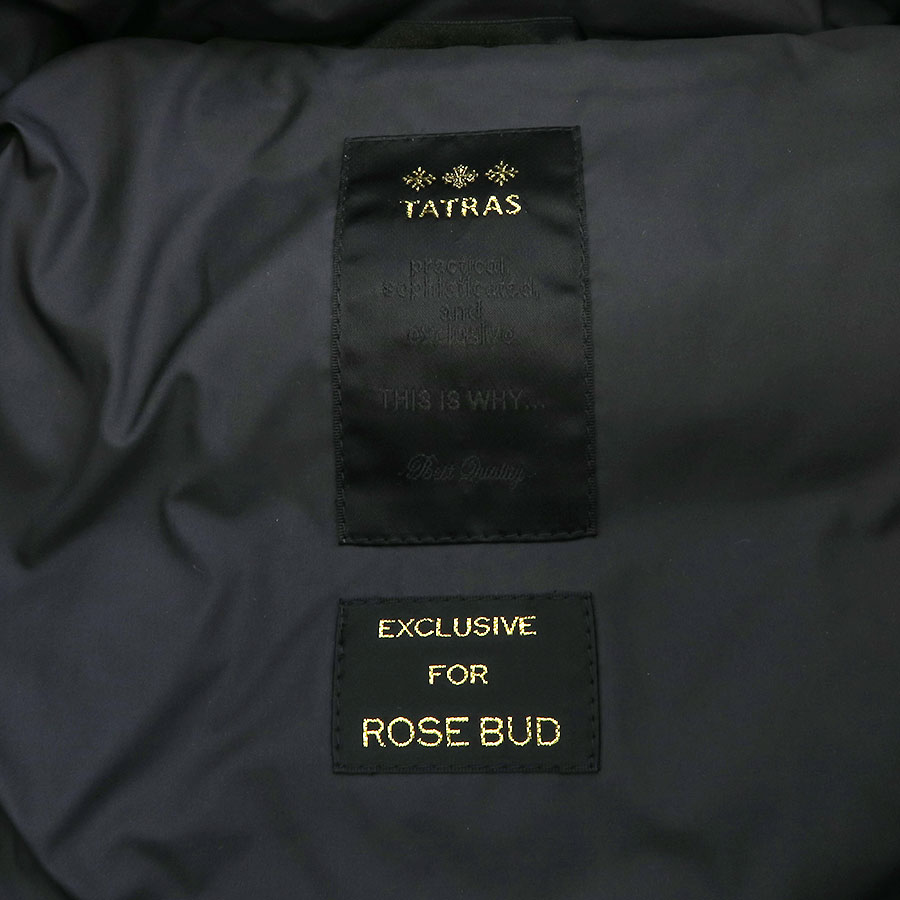 TATRAS
practical,
sophisticated,
and
exclusive
THIS IS WHY...
Best Quality
EXCLUSIVE
FOR
ROSE BUD